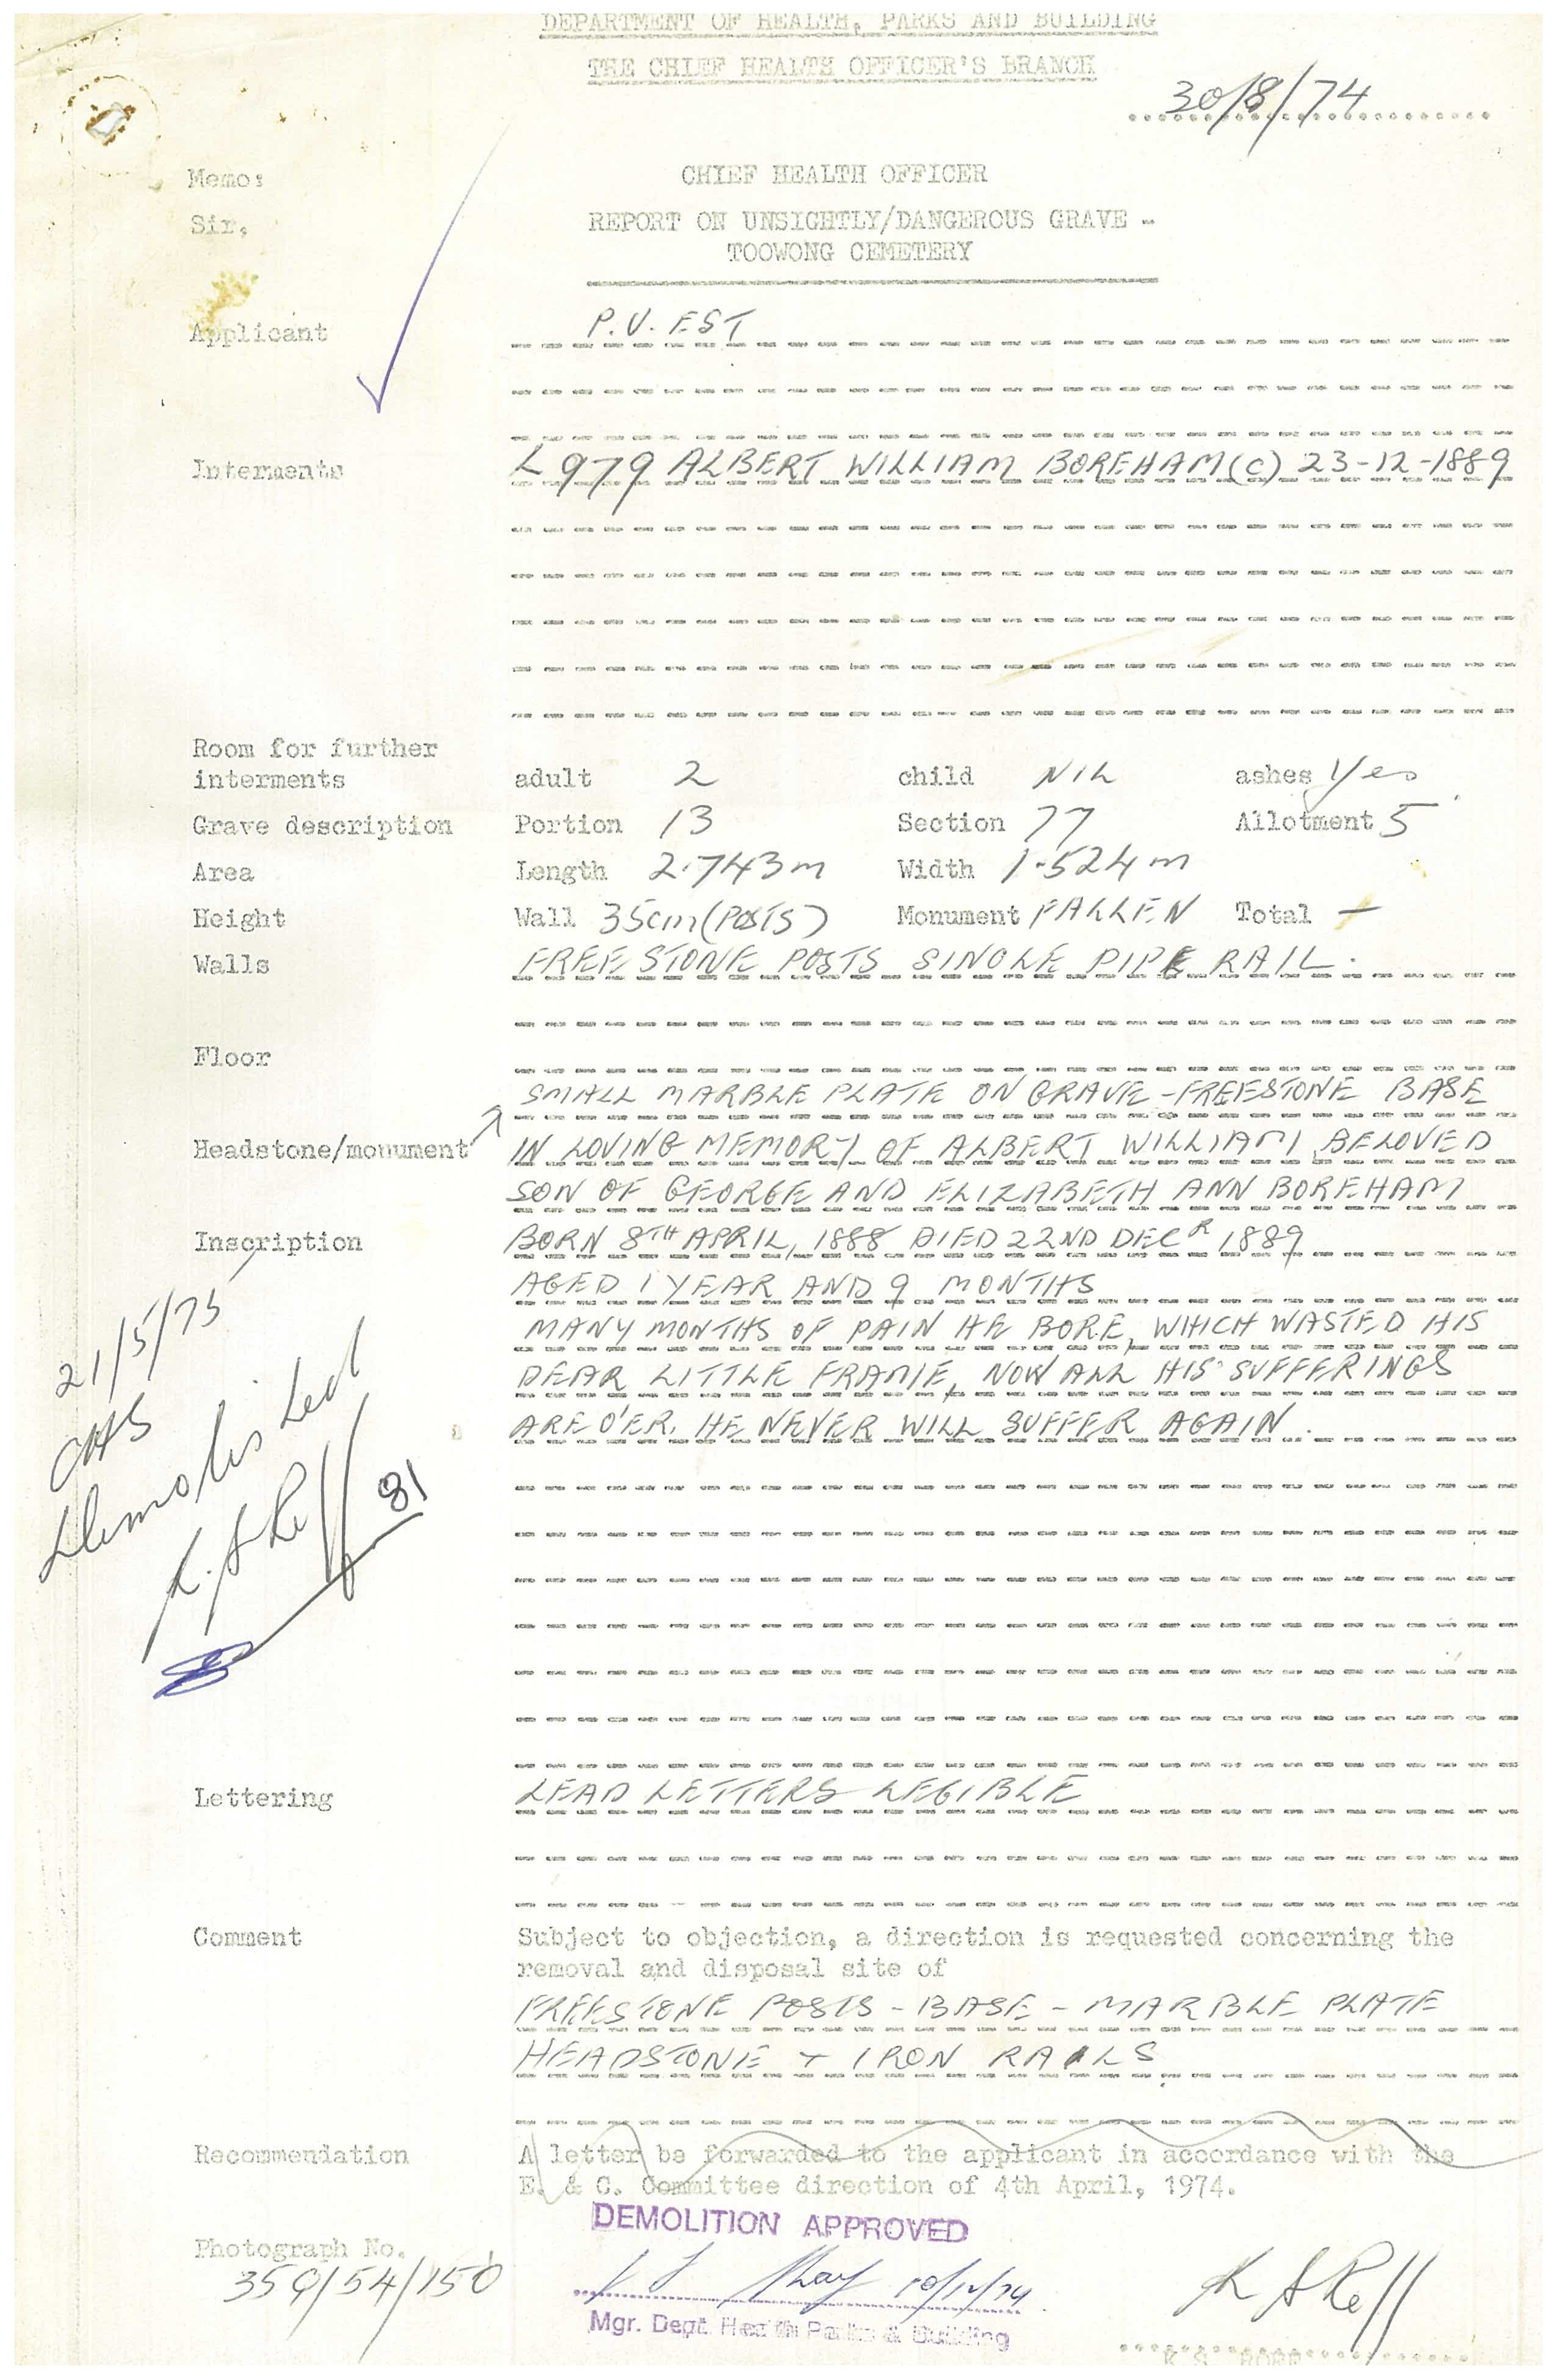 DEPARTMENT OF HEALTH, PARKS AND BUILDING
THE CHIEF HEALTH OFFICER'S BRANCH
30/8/74
Memo: CHIEF HEALTH OFFICER
Sir, REPORT ON UNSIGHTLY/DANGEROUS GRAVE -
TOOWONG CEMETERY
Applicant P.V. EST
Interments L979 ALBERT WILLIAM BOREHAM (C) 23-12-1889
Room for further
interments adult 2 child NIL ashes Yes
Grave description Portion 13 Section 77 Allotment 5
Area Length 2.743m Width 1.524m
Height Wall 35cm (POSTS) Monument FALLEN Total -
Walls FREESTONE POSTS SINGLE PIPE RAIL.
Floor
SMALL MARBLE PLATE ON GRAVE - FREESTONE BASE
Headstone/monument IN LOVING MEMORY OF ALBERT WILLIAM, BELOVED
SON OF GEORGE AND ELIZABETH ANN BOREHAM
Inscription BORN 8TH APRIL, 1888 DIED 22ND DECR 1889
AGED 1 YEAR AND 9 MONTHS
MANY MONTHS OF PAIN HE BORE, WHICH WASTED HIS
DEAR LITTLE FRAME, NOW ALL HIS SUFFERINGS
ARE O'ER, HE NEVER WILL SUFFER AGAIN.
21/5/75
CHS
Demolished
81
Lettering LEAD LETTERS LEGIBLE
Comment Subject to objection, a direction is requested concerning the
removal and disposal site of
FREESTONE POSTS - BASE - MARBLE PLATE
HEADSTONE + IRON RAILS.
Recommendation A letter be forwarded to the applicant in accordance with the
E. & C. Committee direction of 4th April, 1974.
DEMOLITION APPROVED
Photograph No.
359/54/150
10/12/74
Mgr. Dept. Health Parks & Building